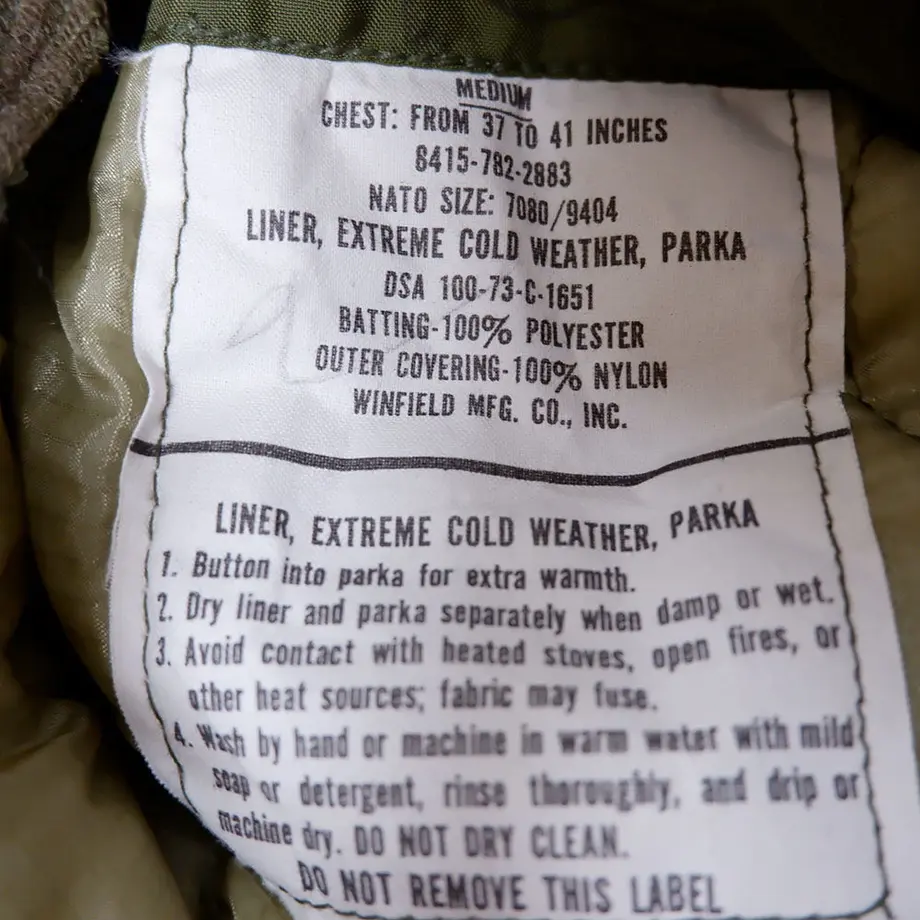 MEDIUM
CHEST: FROM 37 TO 41 INCHES
8415-782-2883
NATO SIZE: 7080/9404
LINER, EXTREME COLD WEATHER, PARKA
DSA 100-73-C-1651
BATTING-100% POLYESTER
OUTER COVERING-100% NYLON
WINFIELD MFG. CO., INC.
LINER, EXTREME COLD WEATHER, PARKA
1. Button into parka for extra warmth.
2. Dry liner and parka separately when damp or wet.
3. Avoid contact with heated stoves, open fires, or
other heat sources; fabric may fuse.
4. Wash by hand or machine in warm water with mild
soap or detergent, rinse thoroughly, and drip or
machine dry. DO NOT DRY CLEAN.
DO NOT REMOVE THIS LABEL